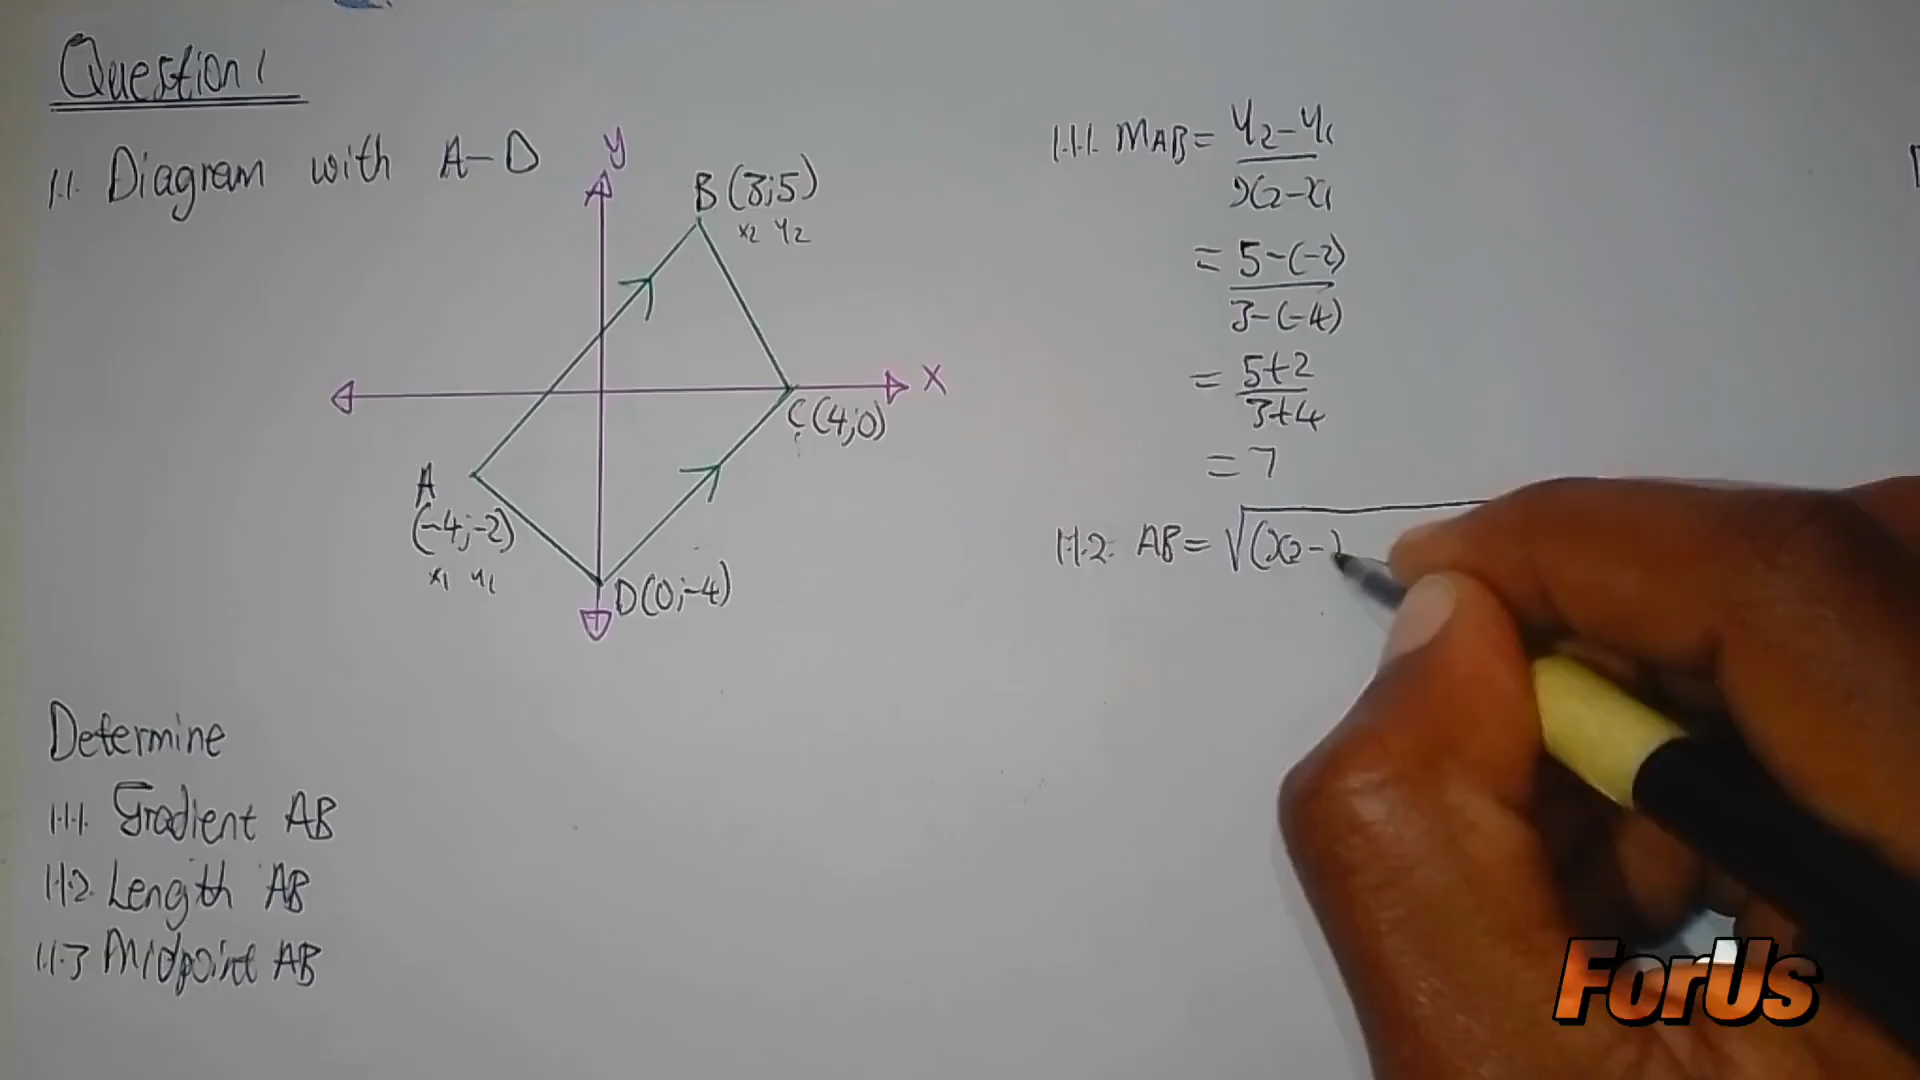 Question 1
1.1. Diagram with A-D
y
B (3;5)
x2 y2
x
C (4;0)
A
(-4;-2)
x1 y1
D(0;-4)
Determine
1.1.1. Gradient AB
1.1.2. Length AB
1.1.3 Midpoint AB
1.1.1. MAB = y2-y1
x2-x1
= 5-(-2)
3-(-4)
= 5+2
3+4
= 7
1.1.2. AB = √(x2-
ForUs